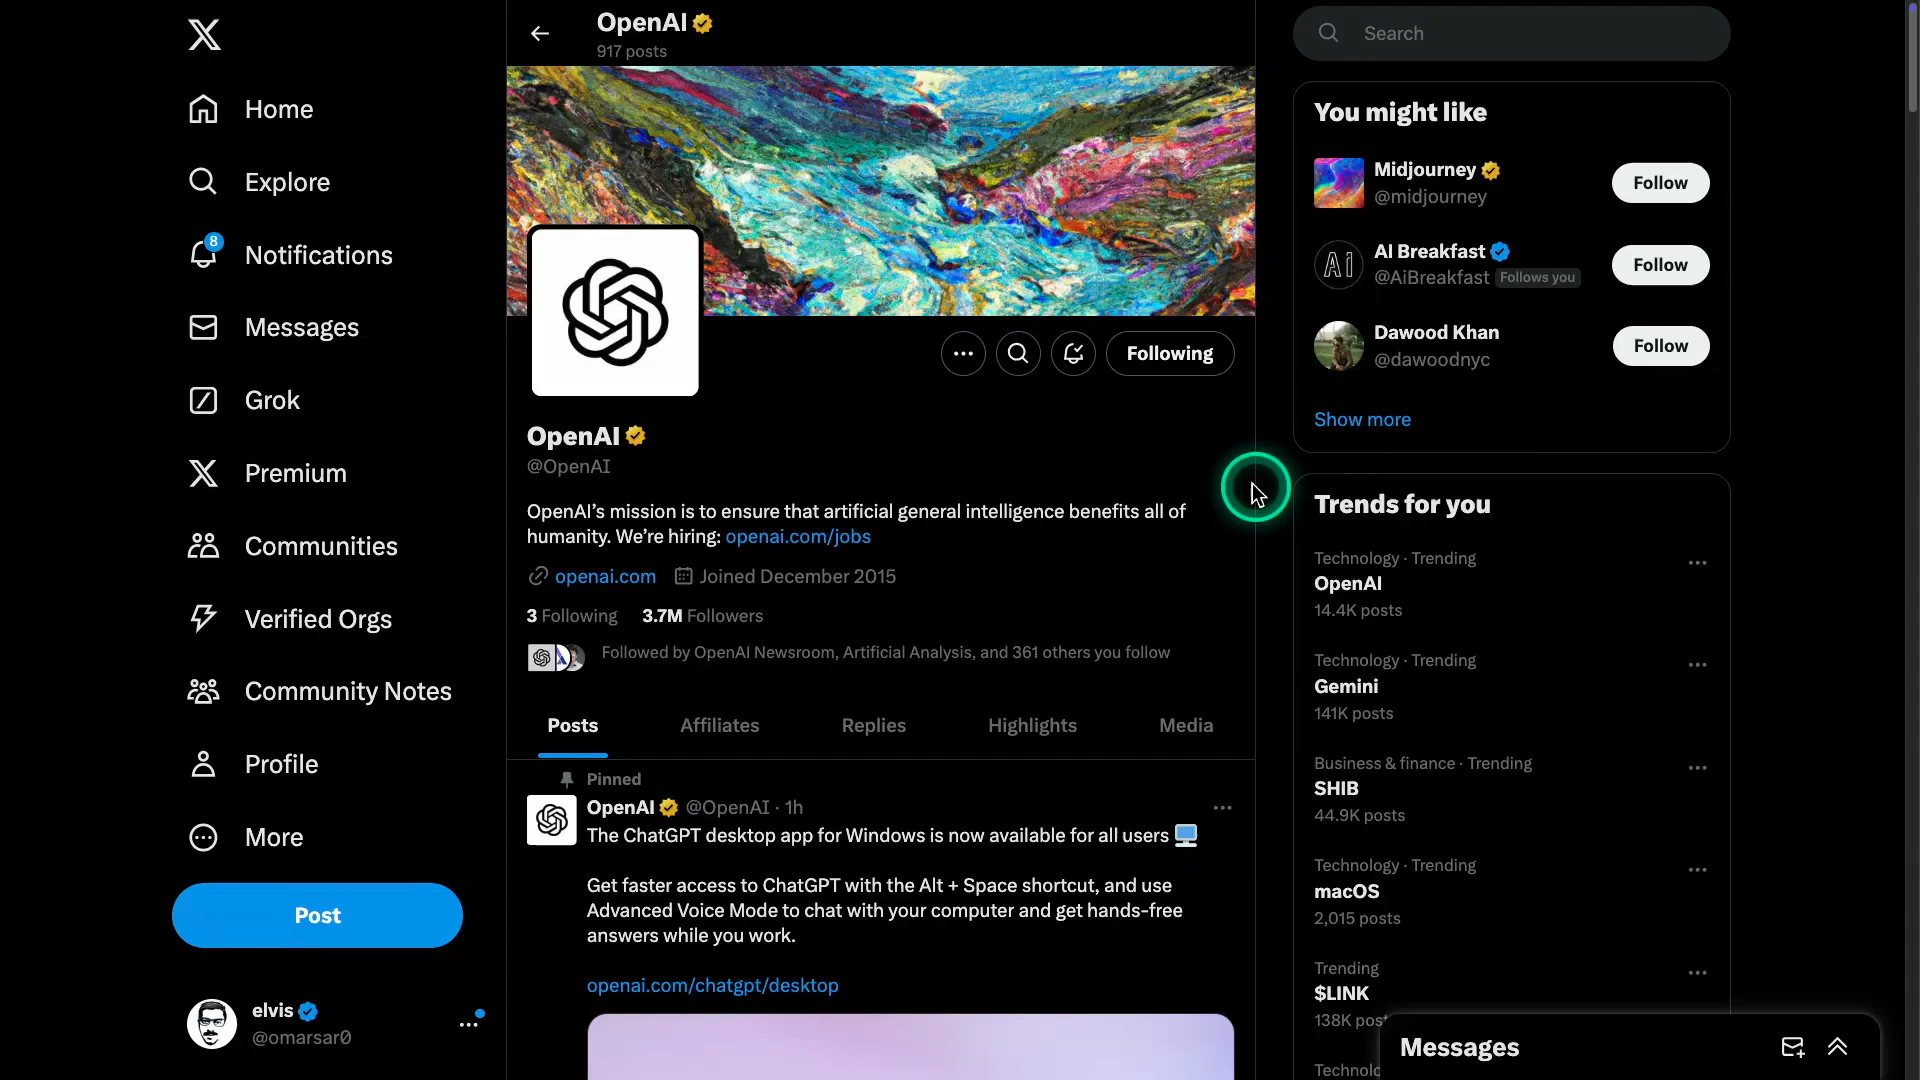 Home
Explore
8
Notifications
Messages
Grok
Premium
Communities
Verified Orgs
Community Notes
Profile
More
Post
elvis
@omarsar0
OpenAI
917 posts
Following
OpenAI
@OpenAI
OpenAI’s mission is to ensure that artificial general intelligence benefits all of
humanity. We’re hiring: openai.com/jobs
openai.com Joined December 2015
3 Following 3.7M Followers
Followed by OpenAI Newsroom, Artificial Analysis, and 361 others you follow
Posts Affiliates Replies Highlights Media
Pinned
OpenAI @OpenAI · 1h
The ChatGPT desktop app for Windows is now available for all users
Get faster access to ChatGPT with the Alt + Space shortcut, and use
Advanced Voice Mode to chat with your computer and get hands-free
answers while you work.
openai.com/chatgpt/desktop
Search
You might like
Midjourney
@midjourney
Follow
Ai
AI Breakfast
@AiBreakfast Follows you
Follow
Dawood Khan
@dawoodnyc
Follow
Show more
Trends for you
Technology · Trending
OpenAI
14.4K posts
Technology · Trending
Gemini
141K posts
Business & finance · Trending
SHIB
44.9K posts
Technology · Trending
macOS
2,015 posts
Trending
$LINK
138K post
Messages